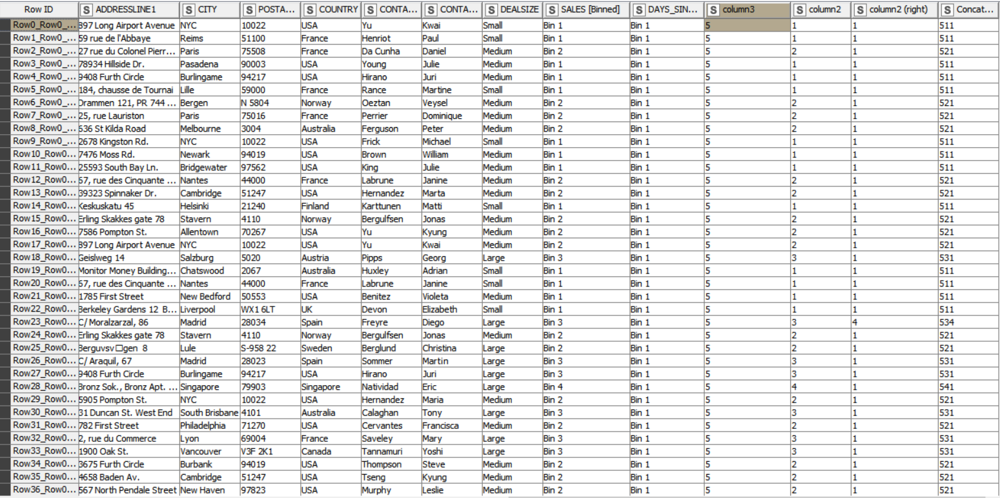 Row ID S ADDRESSLINE1 S CITY S POSTA... S COUNTRY S CONTA... S CONTA... S DEALSIZE S SALES [Binned] S DAYS_SIN... S column3 S column2 S column2 (right) S Concat...
Row0_Row0_... 897 Long Airport Avenue NYC 10022 USA Yu Kwai Small Bin 1 Bin 1 5 1 1 511
Row1_Row0_... 59 rue de l'Abbaye Reims 51100 France Henriot Paul Small Bin 1 Bin 1 5 1 1 511
Row2_Row0_... 27 rue du Colonel Pierr... Paris 75508 France Da Cunha Daniel Medium Bin 2 Bin 1 5 2 1 521
Row3_Row0_... 78934 Hillside Dr. Pasadena 90003 USA Young Julie Medium Bin 1 Bin 1 5 1 1 511
Row4_Row0_... 9408 Furth Circle Burlingame 94217 USA Hirano Juri Medium Bin 1 Bin 1 5 1 1 511
Row5_Row0_... 184, chausse de Tournai Lille 59000 France Rance Martine Small Bin 1 Bin 1 5 1 1 511
Row6_Row0_... Drammen 121, PR 744 ... Bergen N 5804 Norway Oeztan Veysel Medium Bin 2 Bin 1 5 2 1 521
Row7_Row0_... 25, rue Lauriston Paris 75016 France Perrier Dominique Medium Bin 2 Bin 1 5 2 1 521
Row8_Row0_... 636 St Kilda Road Melbourne 3004 Australia Ferguson Peter Medium Bin 2 Bin 1 5 2 1 521
Row9_Row0_... 2678 Kingston Rd. NYC 10022 USA Frick Michael Small Bin 1 Bin 1 5 1 1 511
Row10_Row0... 7476 Moss Rd. Newark 94019 USA Brown William Medium Bin 1 Bin 1 5 1 1 511
Row11_Row0... 25593 South Bay Ln. Bridgewater 97562 USA King Julie Medium Bin 1 Bin 1 5 1 1 511
Row12_Row0... 67, rue des Cinquante ... Nantes 44000 France Labrune Janine Medium Bin 2 Bin 1 5 2 1 521
Row13_Row0... 39323 Spinnaker Dr. Cambridge 51247 USA Hernandez Marta Medium Bin 2 Bin 1 5 2 1 521
Row14_Row0... Keskuskatu 45 Helsinki 21240 Finland Karttunen Matti Small Bin 1 Bin 1 5 1 1 511
Row15_Row0... Erling Skakkes gate 78 Stavern 4110 Norway Bergulfsen Jonas Medium Bin 2 Bin 1 5 2 1 521
Row16_Row0... 7586 Pompton St. Allentown 70267 USA Yu Kyung Medium Bin 2 Bin 1 5 2 1 521
Row17_Row0... 897 Long Airport Avenue NYC 10022 USA Yu Kwai Medium Bin 2 Bin 1 5 2 1 521
Row18_Row0... Geislweg 14 Salzburg 5020 Austria Pipps Georg Large Bin 3 Bin 1 5 3 1 531
Row19_Row0... Monitor Money Building... Chatswood 2067 Australia Huxley Adrian Small Bin 1 Bin 1 5 1 1 511
Row20_Row0... 67, rue des Cinquante ... Nantes 44000 France Labrune Janine Small Bin 1 Bin 1 5 1 1 511
Row21_Row0... 1785 First Street New Bedford 50553 USA Benitez Violeta Medium Bin 1 Bin 1 5 1 1 511
Row22_Row0... Berkeley Gardens 12 B... Liverpool WX1 6LT UK Devon Elizabeth Small Bin 1 Bin 1 5 1 1 511
Row23_Row0... C/ Moralzarzal, 86 Madrid 28034 Spain Freyre Diego Large Bin 3 Bin 1 5 3 4 534
Row24_Row0... Erling Skakkes gate 78 Stavern 4110 Norway Bergulfsen Jonas Medium Bin 2 Bin 1 5 2 1 521
Row25_Row0... Berguvsv□gen 8 Lule S-958 22 Sweden Berglund Christina Large Bin 2 Bin 1 5 2 1 521
Row26_Row0... C/ Araquil, 67 Madrid 28023 Spain Sommer Martin Large Bin 3 Bin 1 5 3 1 531
Row27_Row0... 9408 Furth Circle Burlingame 94217 USA Hirano Juri Large Bin 3 Bin 1 5 3 1 531
Row28_Row0... Bronz Sok., Bronz Apt. ... Singapore 79903 Singapore Natividad Eric Large Bin 4 Bin 1 5 4 1 541
Row29_Row0... 5905 Pompton St. NYC 10022 USA Hernandez Maria Medium Bin 2 Bin 1 5 2 1 521
Row30_Row0... 31 Duncan St. West End South Brisbane 4101 Australia Calaghan Tony Large Bin 3 Bin 1 5 3 1 531
Row31_Row0... 782 First Street Philadelphia 71270 USA Cervantes Francisca Medium Bin 2 Bin 1 5 2 1 521
Row32_Row0... 2, rue du Commerce Lyon 69004 France Saveley Mary Large Bin 3 Bin 1 5 3 1 531
Row33_Row0... 1900 Oak St. Vancouver V3F 2K1 Canada Tannamuri Yoshi Large Bin 3 Bin 1 5 3 1 531
Row34_Row0... 3675 Furth Circle Burbank 94019 USA Thompson Steve Medium Bin 2 Bin 1 5 2 1 521
Row35_Row0... 4658 Baden Av. Cambridge 51247 USA Tseng Kyung Medium Bin 2 Bin 1 5 2 1 521
Row36_Row0... 567 North Pendale Street New Haven 97823 USA Murphy Leslie Medium Bin 2 Bin 1 5 2 1 521